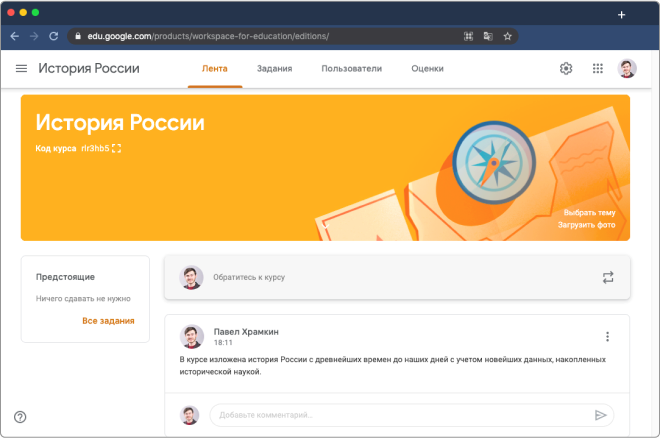 edu.google.com/products/workspace-for-education/editions/
История России
Лента
Задания
Пользователи
Оценки
История России
Код курса rir3hb5
Выбрать тему
Загрузить фото
Предстоящие
Ничего сдавать не нужно
Все задания
Обратитесь к курсу
Павел Храмкин
18:11
В курсе изложена история России с древнейших времен до наших дней с учетом новейших данных, накопленных
исторической наукой.
Добавьте комментарий..